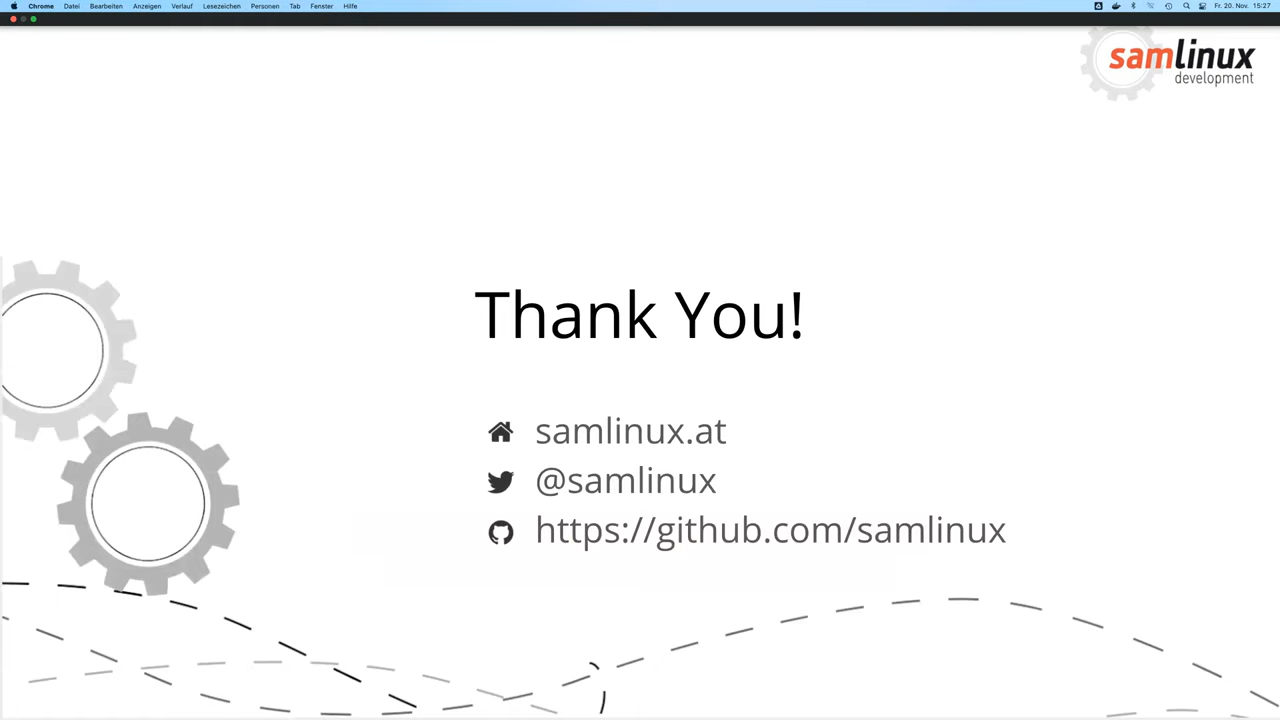 Chrome Datei Bearbeiten Anzeigen Verlauf Lesezeichen Personen Tab Fenster Hilfe Fr. 20. Nov. 15:27
samlinux
development
Thank You!
samlinux.at
@samlinux
https://github.com/samlinux